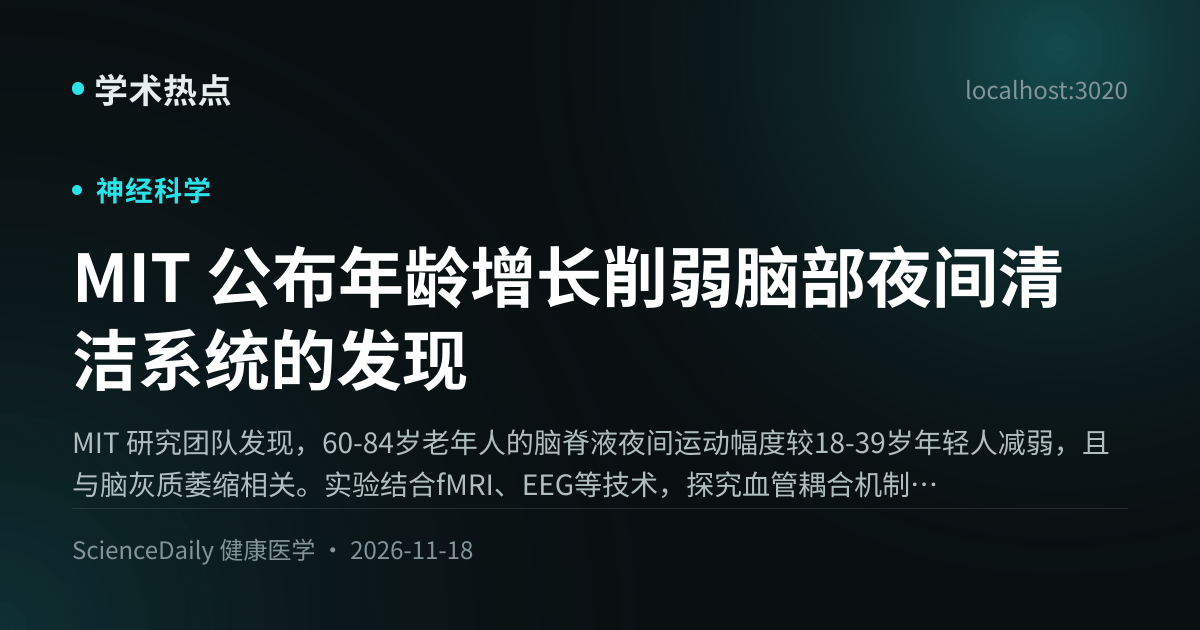 学术热点
localhost:3020
神经科学
MIT 公布年龄增长削弱脑部夜间清
洁系统的发现
MIT 研究团队发现，60-84岁老年人的脑脊液夜间运动幅度较18-39岁年轻人减弱，且
与脑灰质萎缩相关。实验结合fMRI、EEG等技术，探究血管耦合机制…
ScienceDaily 健康医学 • 2026-11-18